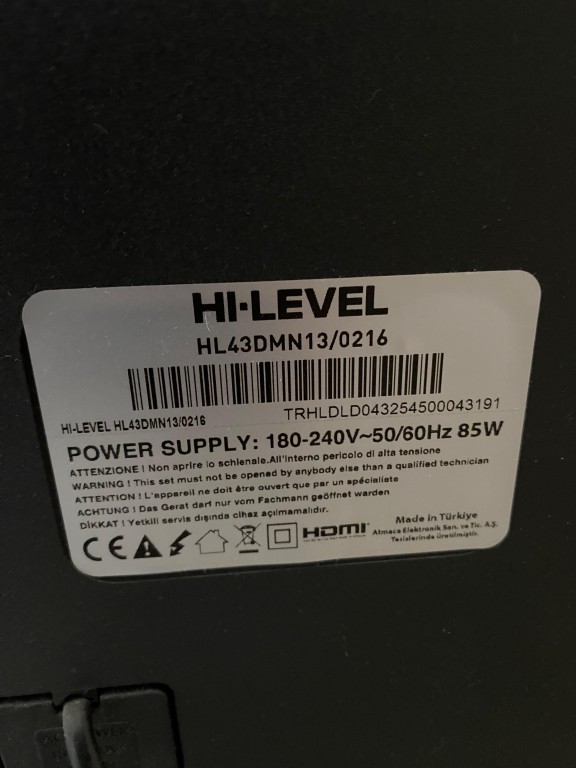 HI-LEVEL
HL43DMN13/0216
HI-LEVEL HL43DMN13/0216
TRHLDLD043254500043191
POWER SUPPLY: 180-240V~50/60Hz 85W
ATTENZIONE ! Non aprire lo schienale.All'interno pericolo di alta tensione
WARNING ! This set must not be opened by anybody else than a qualified technician
ATTENTION ! L'appareil ne doit être ouvert que par un spécialiste
ACHTUNG ! Das Gerat darf nur vom Fachmann geöffnet warden
DİKKAT ! Yetkili servis dışında cihaz açılmamalıdır.
CE
HDMI
Made in Türkiye
Almaca Elektronik San. ve Tic. A.Ş.
Tesislerinde Üretilmiştir.